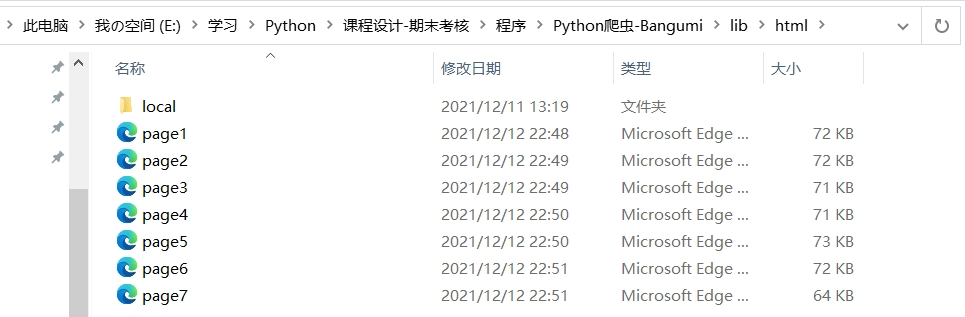 此电脑 > 我の空间 (E:) > 学习 > Python > 课程设计-期末考核 > 程序 > Python爬虫-Bangumi > lib > html >
名称 修改日期 类型 大小
local 2021/12/11 13:19 文件夹
page1 2021/12/12 22:48 Microsoft Edge ... 72 KB
page2 2021/12/12 22:49 Microsoft Edge ... 72 KB
page3 2021/12/12 22:49 Microsoft Edge ... 71 KB
page4 2021/12/12 22:50 Microsoft Edge ... 71 KB
page5 2021/12/12 22:50 Microsoft Edge ... 73 KB
page6 2021/12/12 22:51 Microsoft Edge ... 72 KB
page7 2021/12/12 22:51 Microsoft Edge ... 64 KB